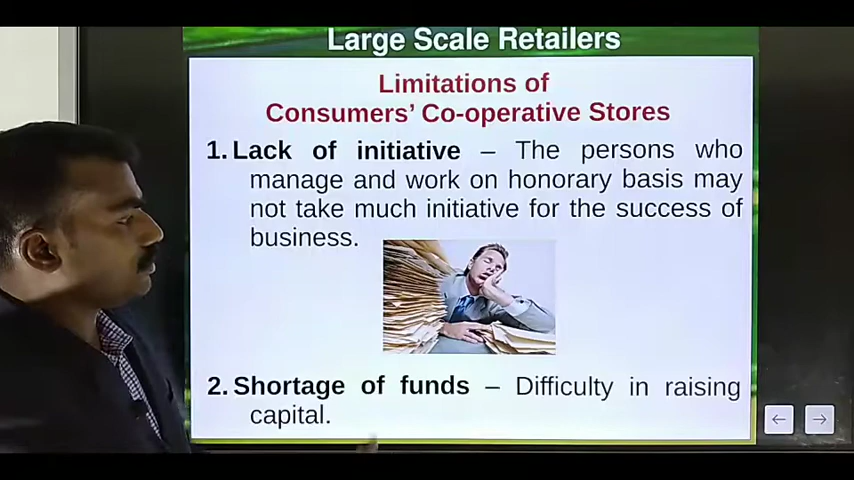 Large Scale Retailers
Limitations of
Consumers' Co-operative Stores
1. Lack of initiative – The persons who
manage and work on honorary basis may
not take much initiative for the success of
business.
2. Shortage of funds – Difficulty in raising
capital.